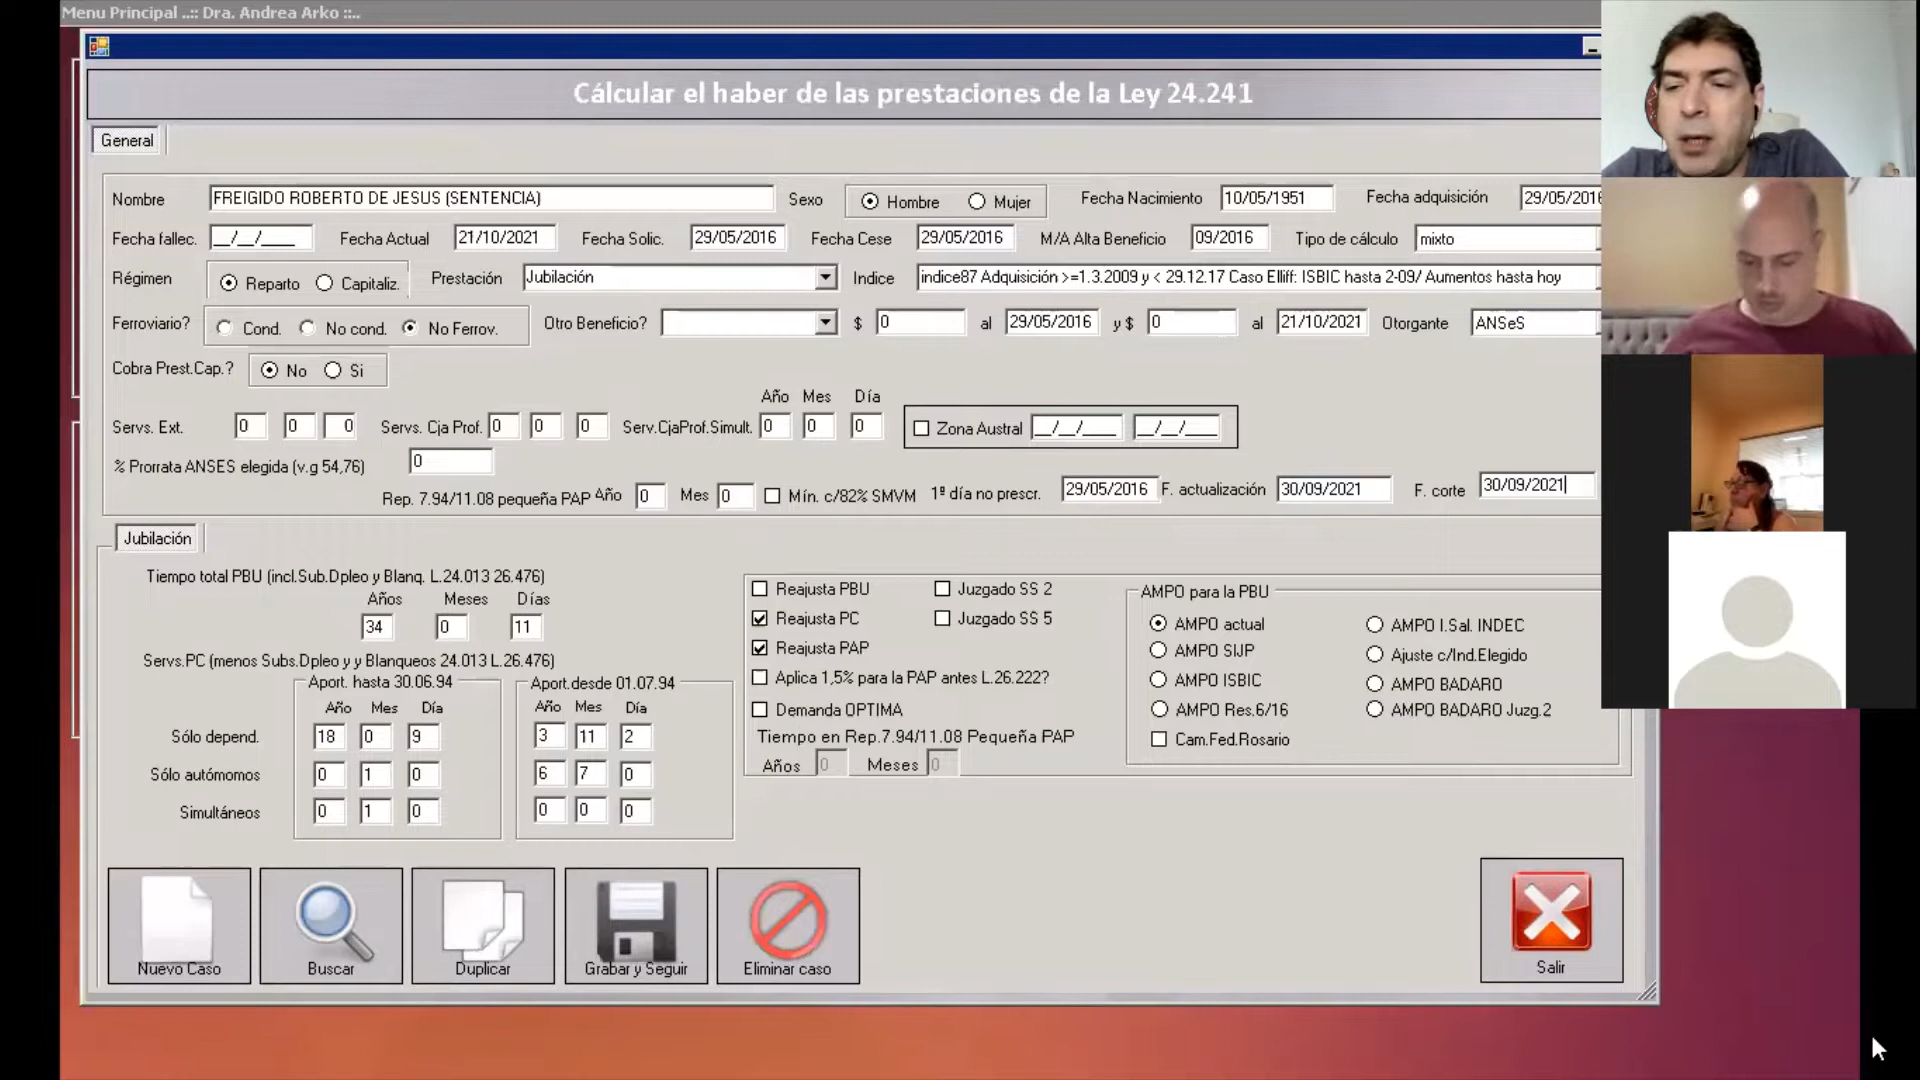 Menu Principal ..:: Dra. Andrea Arko ::..
Cálcular el haber de las prestaciones de la Ley 24.241
General
Nombre FREIGIDO ROBERTO DE JESUS (SENTENCIA) Sexo Hombre Mujer Fecha Nacimiento 10/05/1951 Fecha adquisición 29/05/2016
Fecha fallec. __/__/____ Fecha Actual 21/10/2021 Fecha Solic. 29/05/2016 Fecha Cese 29/05/2016 M/A Alta Beneficio 09/2016 Tipo de cálculo mixto
Régimen Reparto Capitaliz. Prestación Jubilación Indice indice87 Adquisición >=1.3.2009 y < 29.12.17 Caso Elliff: ISBIC hasta 2-09/ Aumentos hasta hoy
Ferroviario? Cond. No cond. No Ferrov. Otro Beneficio? $ 0 al 29/05/2016 y $ 0 al 21/10/2021 Otorgante ANSeS
Cobra Prest.Cap.? No Si
Año Mes Día
Servs. Ext. 0 0 0 Servs. Cja Prof. 0 0 0 Serv.CjaProf.Simult. 0 0 0 Zona Austral __/__/____ __/__/____
% Prorrata ANSES elegida (v.g 54,76) 0
Rep. 7.94/11.08 pequeña PAP Año 0 Mes 0 Mín. c/82% SMVM 1º día no prescr. 29/05/2016 F. actualización 30/09/2021 F. corte 30/09/2021
Jubilación
Tiempo total PBU (incl.Sub.Dpleo y Blanq. L.24.013 26.476)
Años Meses Días
34 0 11
Servs.PC (menos Subs.Dpleo y y Blanqueos 24.013 L.26.476)
Aport. hasta 30.06.94 Aport.desde 01.07.94
Año Mes Día Año Mes Día
Sólo depend. 18 0 9 3 11 2
Sólo autómomos 0 1 0 6 7 0
Simultáneos 0 1 0 0 0 0
Reajusta PBU Juzgado SS 2
Reajusta PC Juzgado SS 5
Reajusta PAP
Aplica 1,5% para la PAP antes L.26.222?
Demanda OPTIMA
Tiempo en Rep.7.94/11.08 Pequeña PAP
Años 0 Meses 0
AMPO para la PBU
AMPO actual AMPO I.Sal. INDEC
AMPO SIJP Ajuste c/Ind.Elegido
AMPO ISBIC AMPO BADARO
AMPO Res.6/16 AMPO BADARO Juzg.2
Cam.Fed.Rosario
Nuevo Caso Buscar Duplicar Grabar y Seguir Eliminar caso Salir